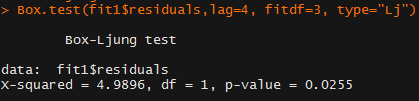 > Box.test(fit1$residuals,lag=4, fitdf=3, type="Lj")
Box-Ljung test
data:  fit1$residuals
X-squared = 4.9896, df = 1, p-value = 0.0255